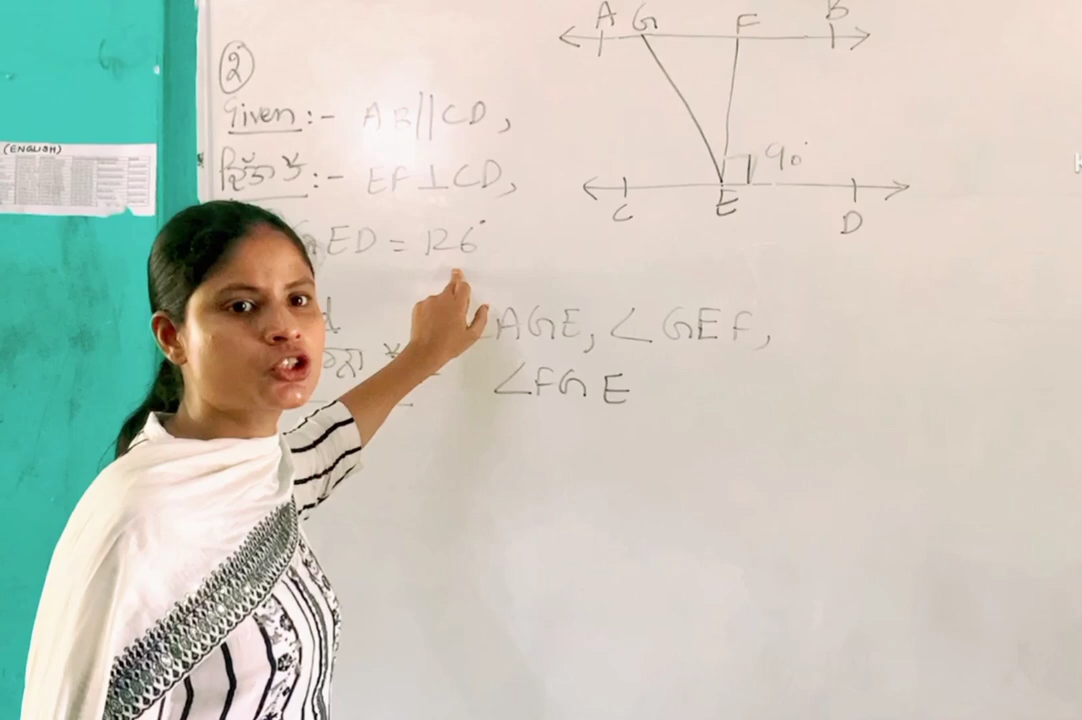 (ENGLISH)
②
Given :- AB||CD,
:- EF⊥CD,
GED = 126°
∠AGE, ∠GEF,
∠FGE
A G F B
90°
C E D